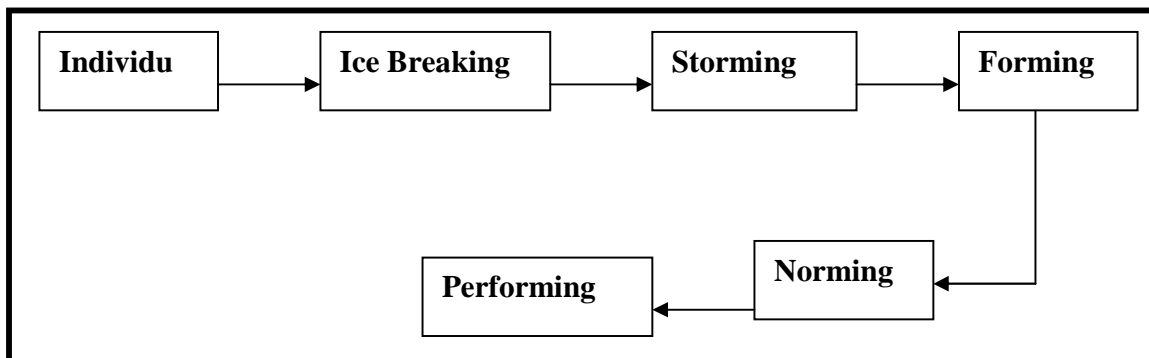 Individu
Ice Breaking
Storming
Forming
Norming
Performing